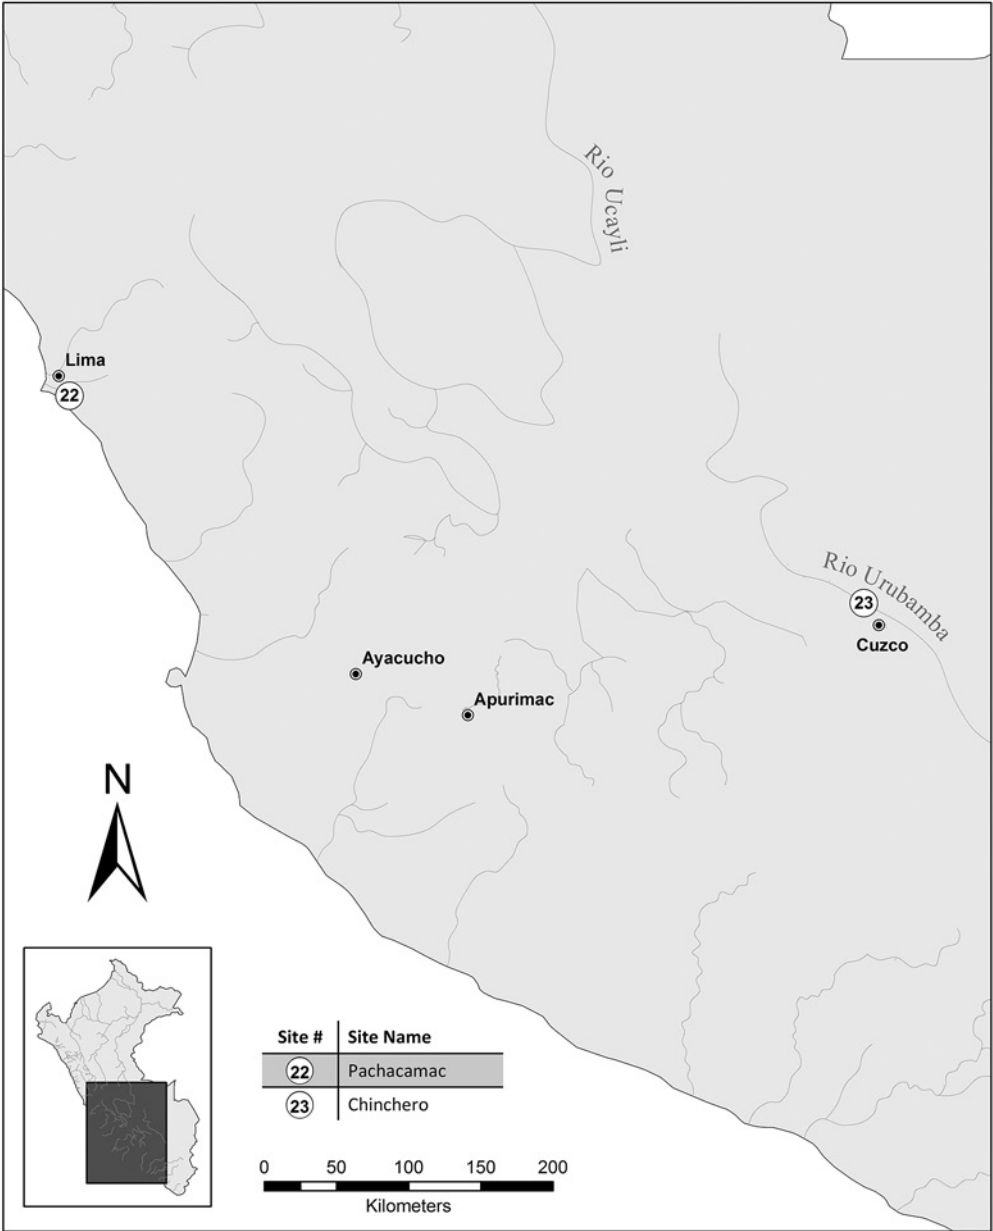 Rio Ucayli
Lima
22
Rio Urubamba
23
Cuzco
Ayacucho
Apurimac
N
Site # Site Name
22 Pachacamac
23 Chinchero
0 50 100 150 200
Kilometers